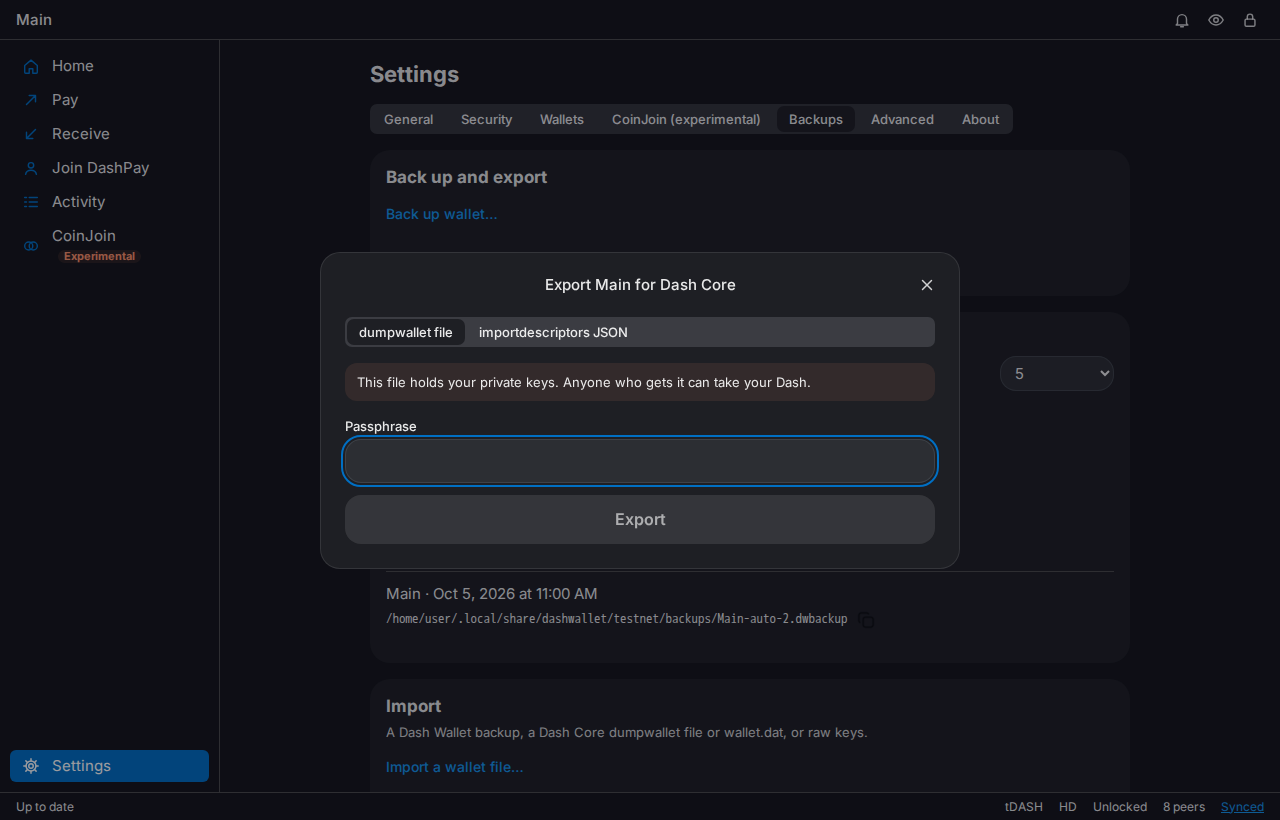 Main
Home
Pay
Receive
Join DashPay
Activity
CoinJoin
Experimental
Settings
Settings
General Security Wallets CoinJoin (experimental) Backups Advanced About
Back up and export
Back up wallet...
Export Main for Dash Core
dumpwallet file importdescriptors JSON
This file holds your private keys. Anyone who gets it can take your Dash.
5
Passphrase
Export
Main · Oct 5, 2026 at 11:00 AM
/home/user/.local/share/dashwallet/testnet/backups/Main-auto-2.dwbackup
Import
A Dash Wallet backup, a Dash Core dumpwallet file or wallet.dat, or raw keys.
Import a wallet file...
Up to date
tDASH HD Unlocked 8 peers Synced